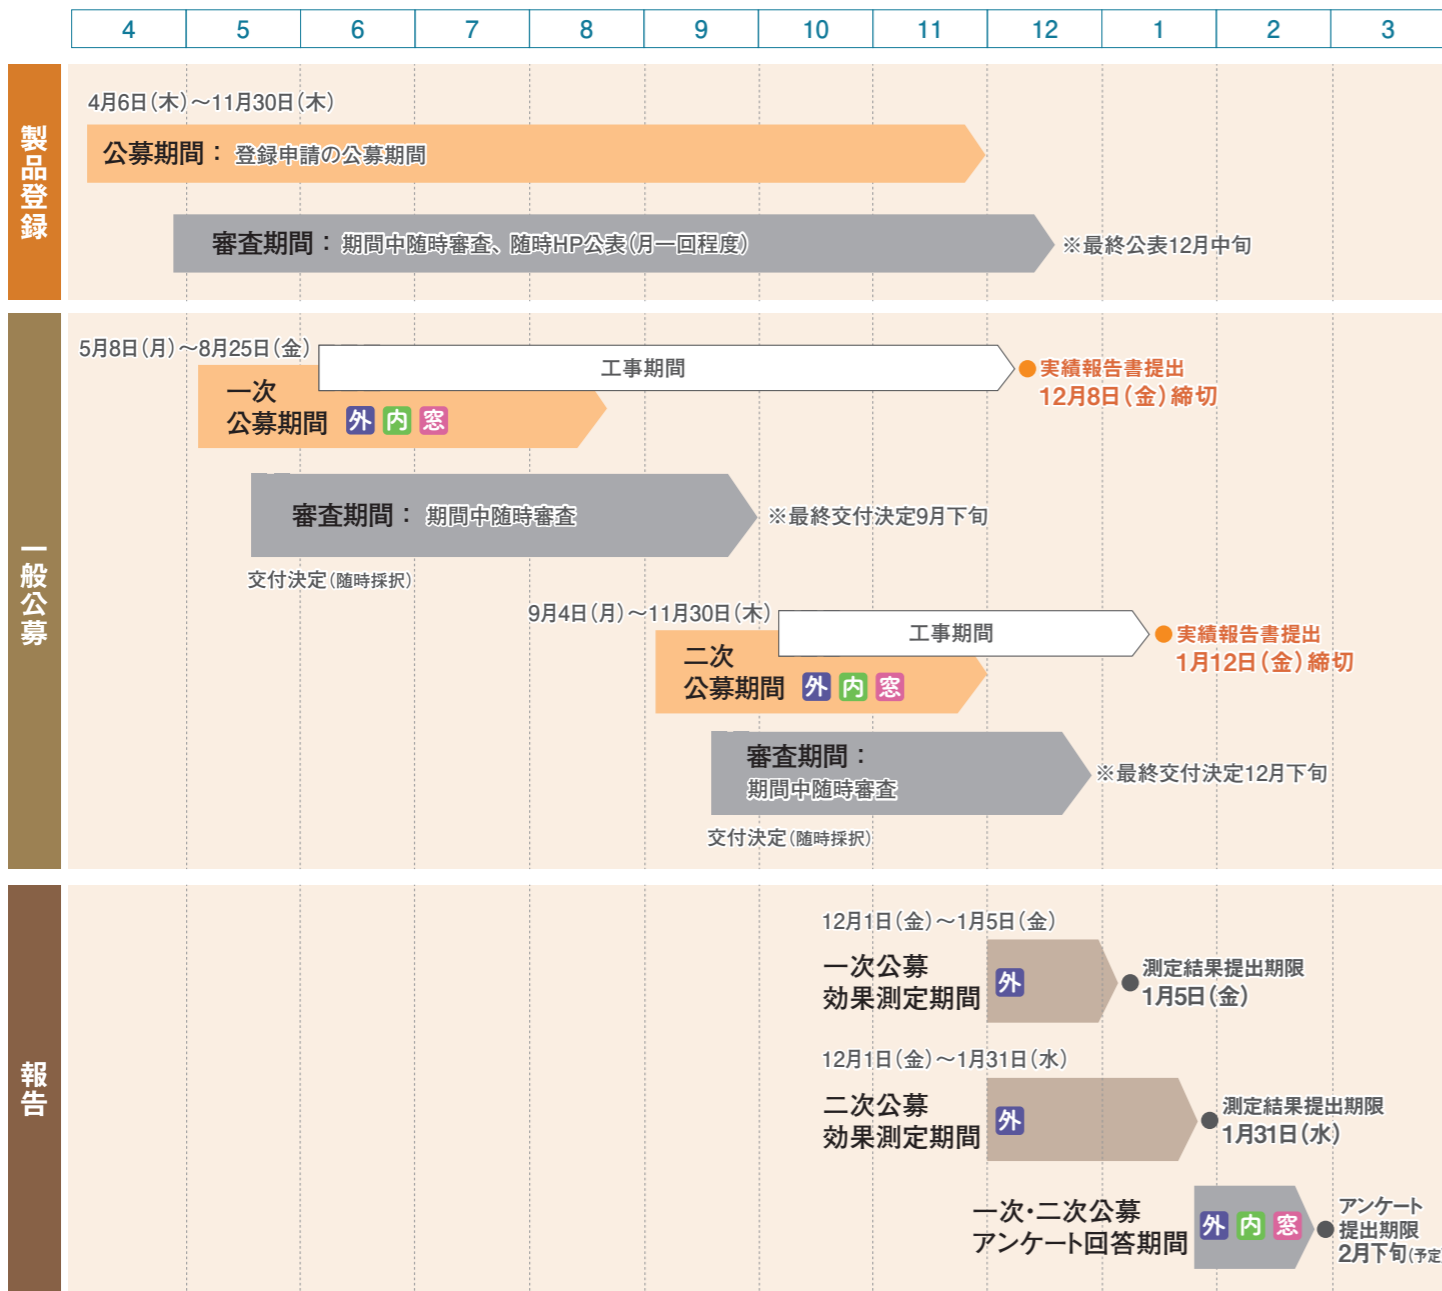 4 5 6 7 8 9 10 11 12 1 2 3
製品登録
4月6日(木)～11月30日(木)
公募期間： 登録申請の公募期間
審査期間： 期間中随時審査、随時HP公表(月一回程度)
※最終公表12月中旬
一般公募
5月8日(月)～8月25日(金)
工事期間
実績報告書提出
12月8日(金)締切
一次
公募期間 外 内 窓
審査期間： 期間中随時審査
※最終交付決定9月下旬
交付決定(随時採択)
9月4日(月)～11月30日(木)
工事期間
実績報告書提出
1月12日(金)締切
二次
公募期間 外 内 窓
審査期間：
期間中随時審査
※最終交付決定12月下旬
交付決定(随時採択)
報告
12月1日(金)～1月5日(金)
一次公募
効果測定期間
外
測定結果提出期限
1月5日(金)
12月1日(金)～1月31日(水)
二次公募
効果測定期間
外
測定結果提出期限
1月31日(水)
一次・二次公募
アンケート回答期間
外 内 窓
アンケート
提出期限
2月下旬(予定